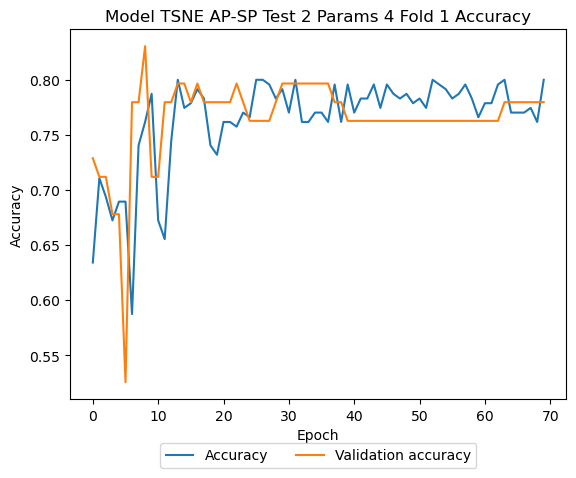 Model TSNE AP-SP Test 2 Params 4 Fold 1 Accuracy
0.80
0.75
0.70
0.65
0.60
0.55
Accuracy
0 10 20 30 40 50 60 70
Epoch
Accuracy Validation accuracy